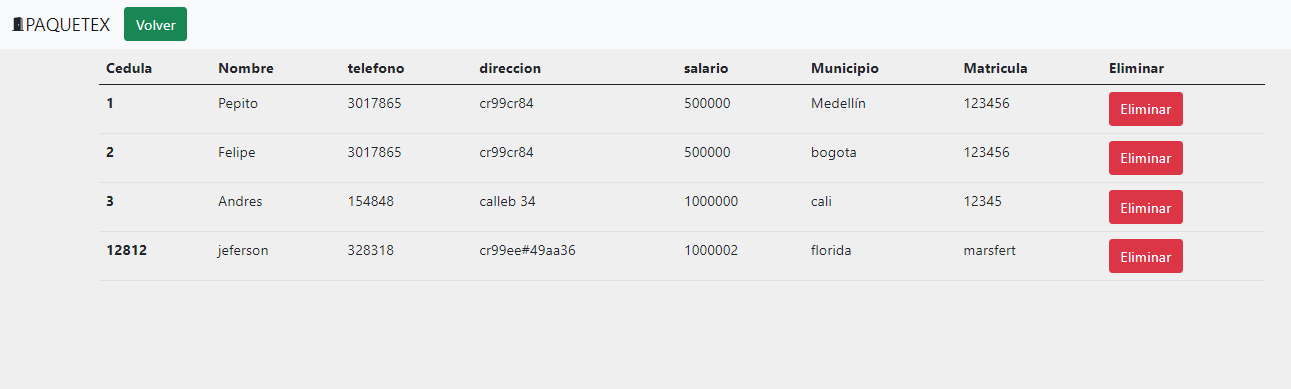 PAQUETEX Volver
Cedula Nombre telefono direccion salario Municipio Matricula Eliminar
1 Pepito 3017865 cr99cr84 500000 Medellín 123456 Eliminar
2 Felipe 3017865 cr99cr84 500000 bogota 123456 Eliminar
3 Andres 154848 calleb 34 1000000 cali 12345 Eliminar
12812 jeferson 328318 cr99ee#49aa36 1000002 florida marsfert Eliminar